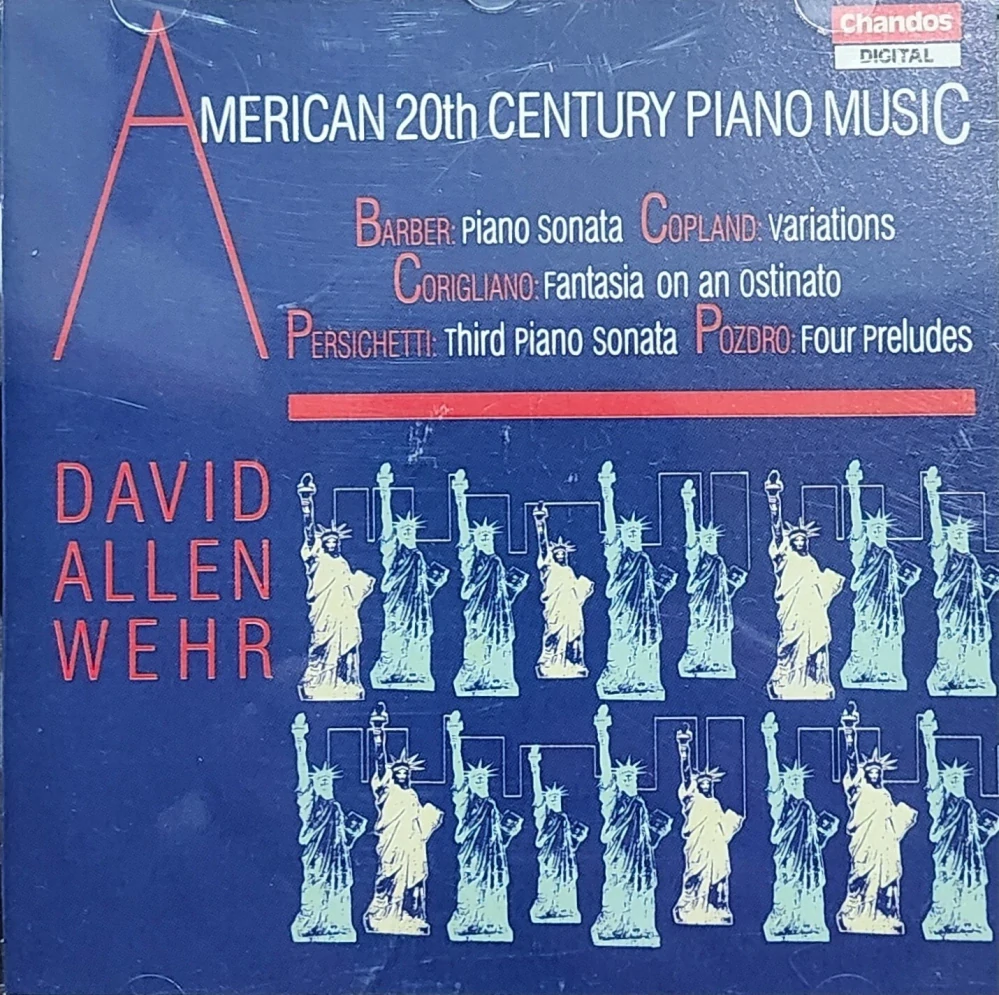 Chandos
DIGITAL
AMERICAN 20th CENTURY PIANO MUSIC
BARBER: Piano Sonata COPLAND: Variations
CORIGLIANO: Fantasia on an Ostinato
PERSICHETTI: Third Piano Sonata POZDRO: Four Preludes
DAVID
ALLEN
WEHR